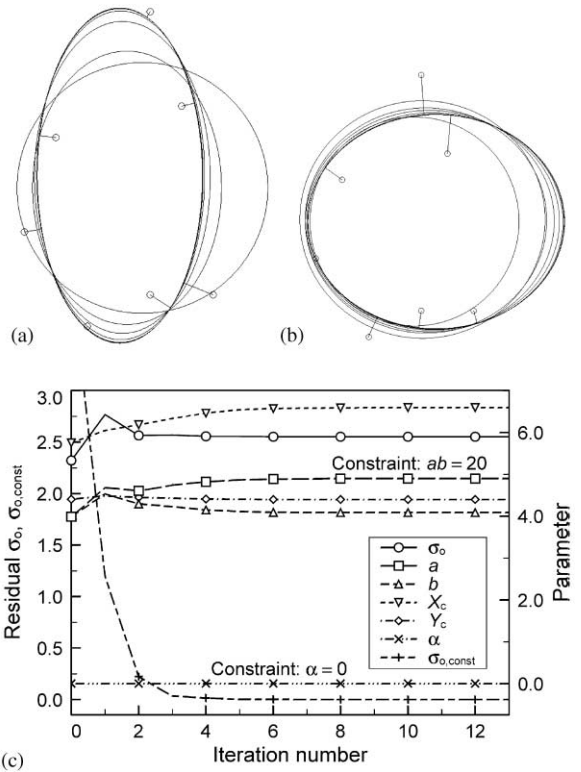 (a)
(b)
3.0
2.5
2.0
1.5
1.0
0.5
0.0
Residual σo, σo,const
6.0
4.0
2.0
0.0
Parameter
Constraint: ab = 20
Constraint: α = 0
σo
a
b
Xc
Yc
α
σo,const
0 2 4 6 8 10 12
Iteration number
(c)